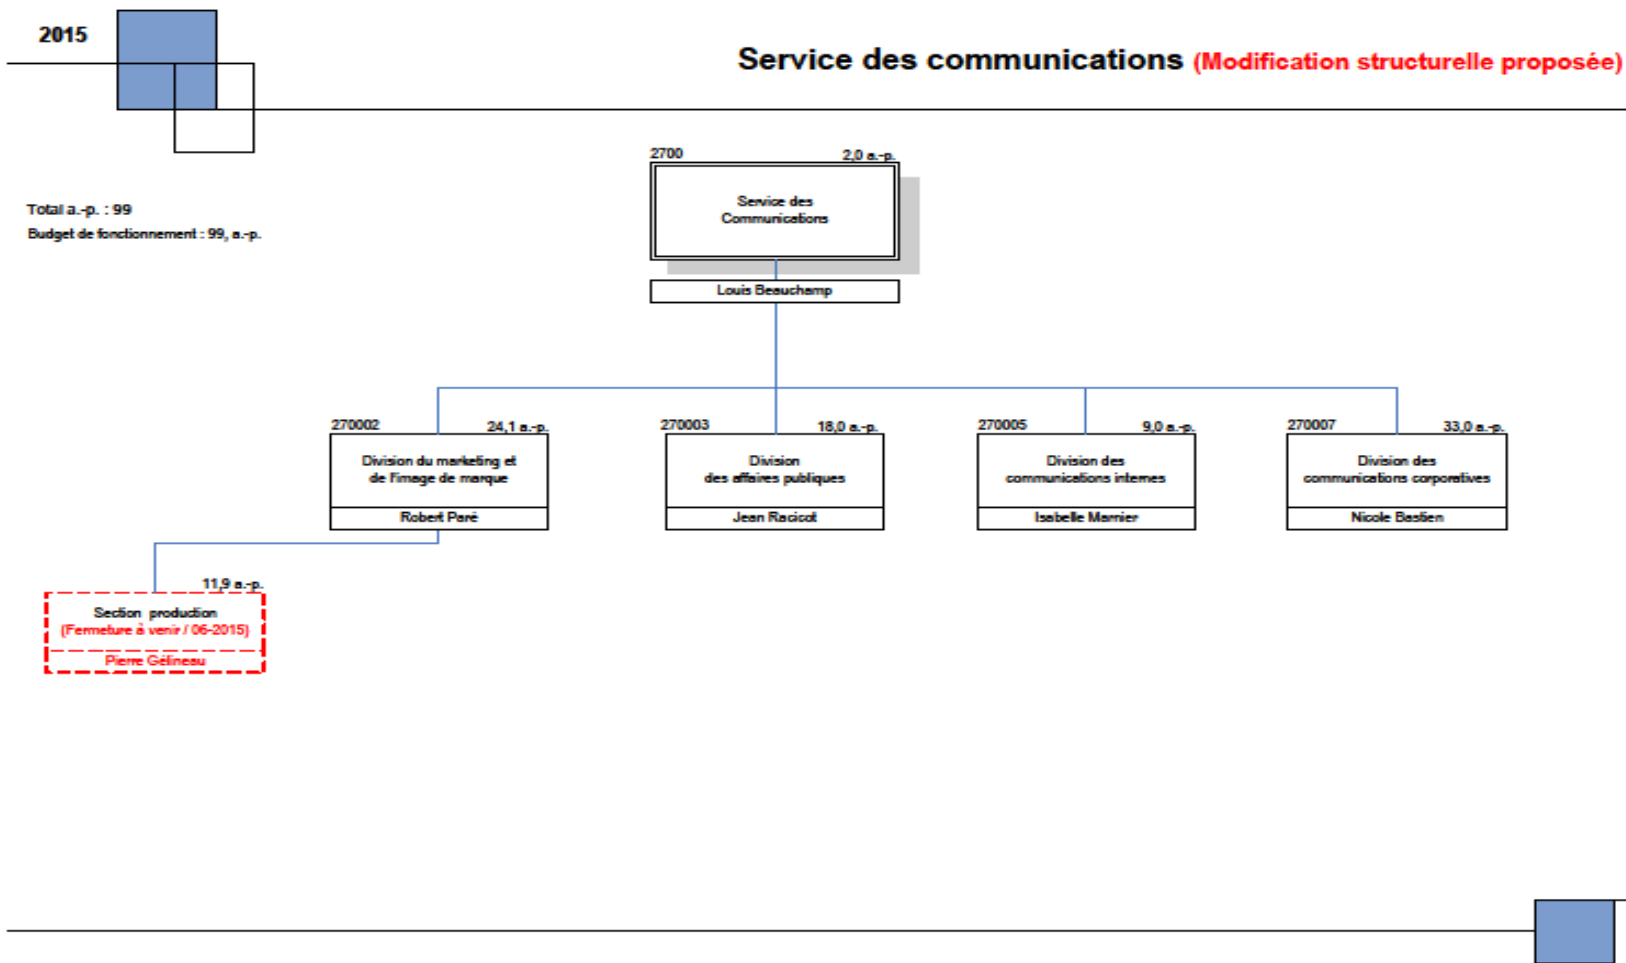 2015
Service des communications (Modification structurelle proposée)
Total a.-p. : 99
Budget de fonctionnement : 99, a.-p.
2700 2,0 a.-p.
Service des
Communications
Louis Beauchamp
270002 24,1 a.-p.
Division du marketing et
de l'image de marque
Robert Paré
270003 18,0 a.-p.
Division
des affaires publiques
Jean Racicot
270005 9,0 a.-p.
Division des
communications internes
Isabelle Marnier
270007 33,0 a.-p.
Division des
communications corporatives
Nicole Bastien
11,9 a.-p.
Section production
(Fermeture à venir / 06-2015)
Pierre Gélineau